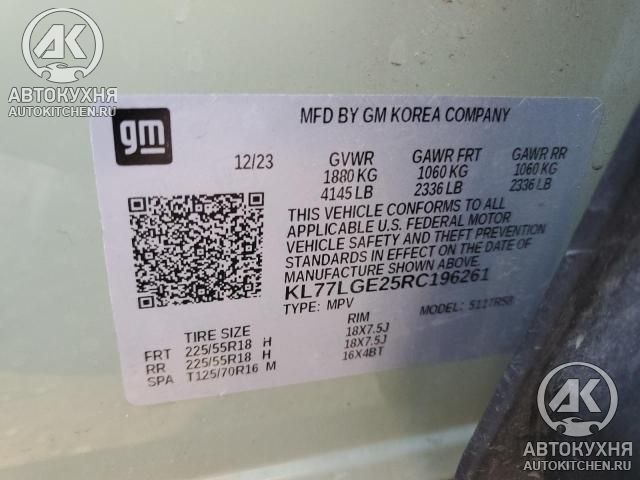 AK
АВТОКУХНЯ
AUTOKITCHEN.RU
gm
MFD BY GM KOREA COMPANY
12/23 GVWR GAWR FRT GAWR RR
1880 KG 1060 KG 1060 KG
4145 LB 2336 LB 2336 LB
THIS VEHICLE CONFORMS TO ALL
APPLICABLE U.S. FEDERAL MOTOR
VEHICLE SAFETY AND THEFT PREVENTION
STANDARDS IN EFFECT ON THE DATE OF
MANUFACTURE SHOWN ABOVE.
KL77LGE25RC196261
TYPE: MPV MODEL:
TIRE SIZE RIM
FRT 225/55R18 H 18X7.5J
RR 225/55R18 H 18X7.5J
SPA T125/70R16 M 16X4BT
AK
АВТОКУХНЯ
AUTOKITCHEN.RU